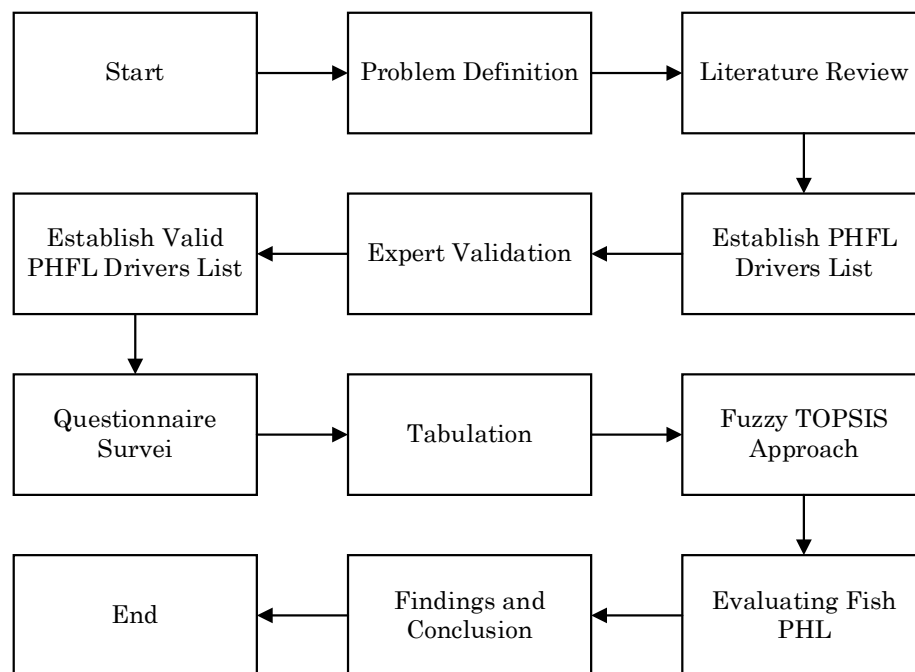 Start
Problem Definition
Literature Review
Establish Valid
PHFL Drivers List
Expert Validation
Establish PHFL
Drivers List
Questionnaire
Survei
Tabulation
Fuzzy TOPSIS
Approach
End
Findings and
Conclusion
Evaluating Fish
PHL